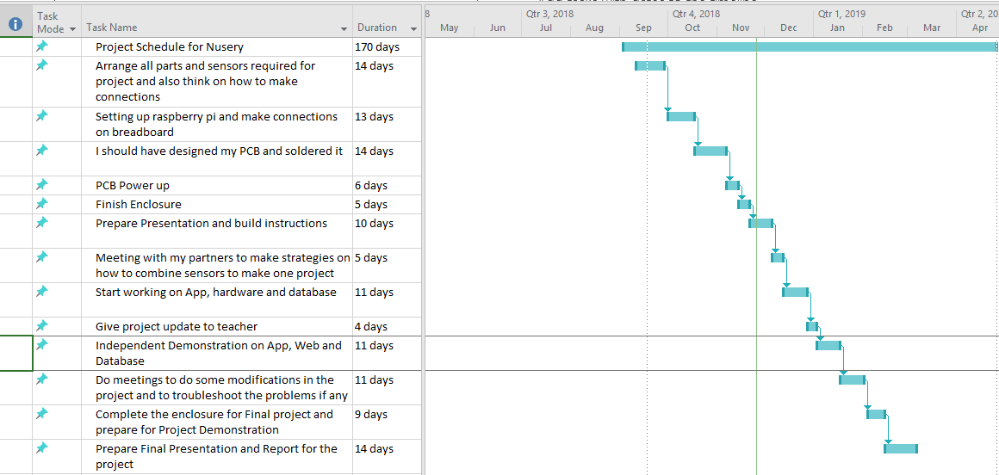 8 Qtr 3, 2018 Qtr 4, 2018 Qtr 1, 2019 Qtr 2, 20
Task
Mode Task Name Duration May Jun Jul Aug Sep Oct Nov Dec Jan Feb Mar Apr
Project Schedule for Nusery 170 days
Arrange all parts and sensors required for 14 days
project and also think on how to make
connections
Setting up raspberry pi and make connections 13 days
on breadboard
I should have designed my PCB and soldered it 14 days
PCB Power up 6 days
Finish Enclosure 5 days
Prepare Presentation and build instructions 10 days
Meeting with my partners to make strategies on 5 days
how to combine sensors to make one project
Start working on App, hardware and database 11 days
Give project update to teacher 4 days
Independent Demonstration on App, Web and 11 days
Database
Do meetings to do some modifications in the 11 days
project and to troubleshoot the problems if any
Complete the enclosure for Final project and 9 days
prepare for Project Demonstration
Prepare Final Presentation and Report for the 14 days
project